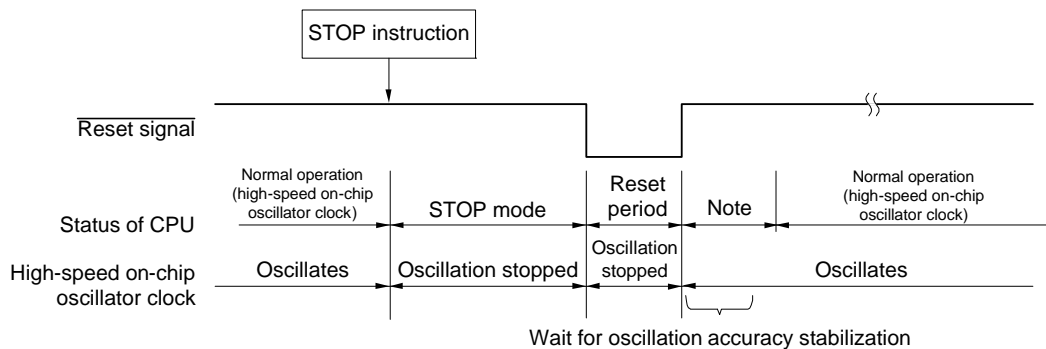 STOP instruction
Reset signal
Normal operation
(high-speed on-chip
oscillator clock)
STOP mode
Reset
period
Note
Normal operation
(high-speed on-chip
oscillator clock)
Status of CPU
High-speed on-chip
oscillator clock
Oscillates
Oscillation stopped
Oscillation
stopped
Oscillates
Wait for oscillation accuracy stabilization